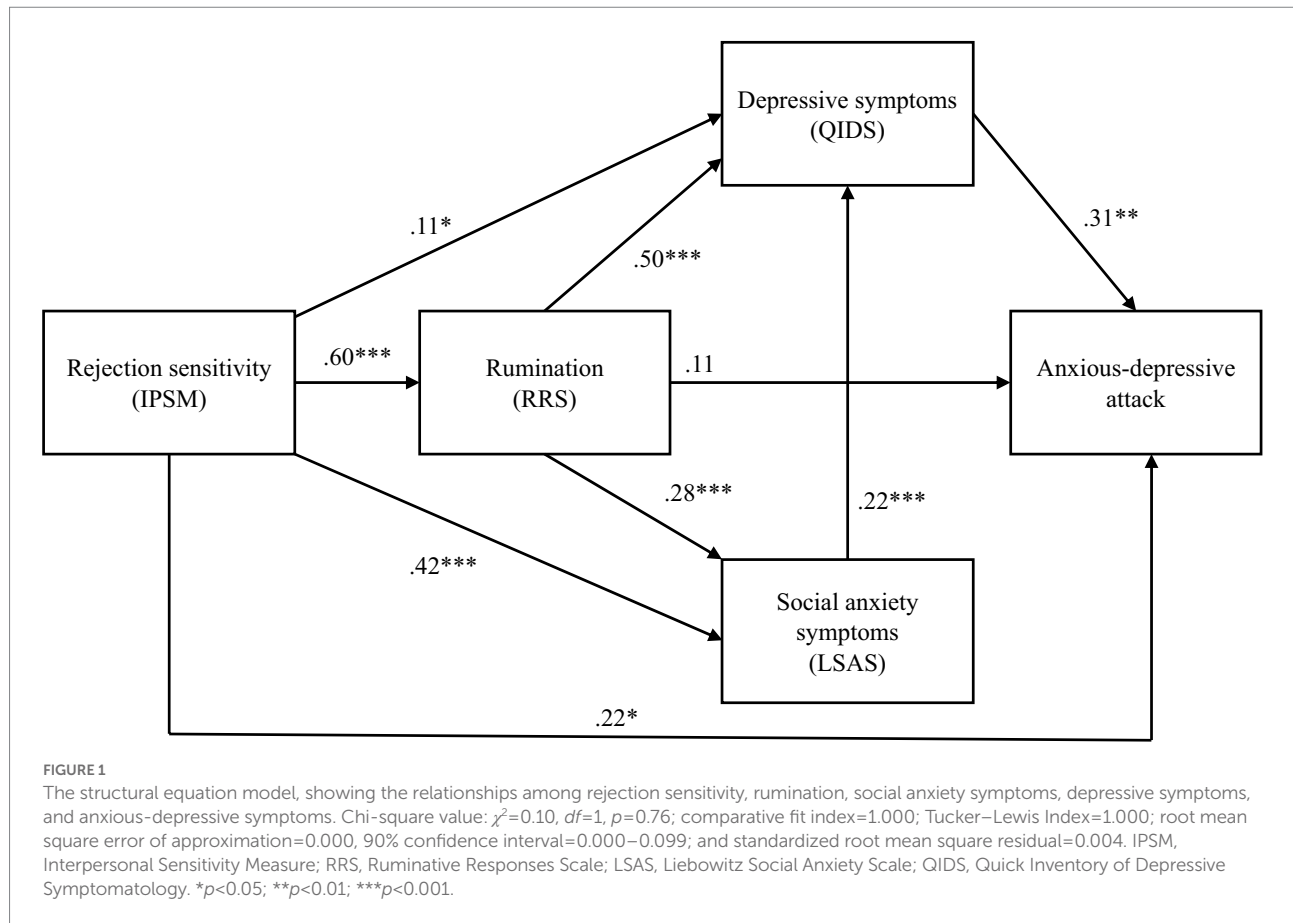 Depressive symptoms
(QIDS)
.11*
.50***
.31**
Rejection sensitivity
(IPSM)
.60***
Rumination
(RRS)
.11
Anxious-depressive
attack
.28***
.22***
.42***
Social anxiety
symptoms
(LSAS)
.22*
FIGURE 1
The structural equation model, showing the relationships among rejection sensitivity, rumination, social anxiety symptoms, depressive symptoms,
and anxious-depressive symptoms. Chi-square value: χ²=0.10, df=1, p=0.76; comparative fit index=1.000; Tucker–Lewis Index=1.000; root mean
square error of approximation=0.000, 90% confidence interval=0.000–0.099; and standardized root mean square residual=0.004. IPSM,
Interpersonal Sensitivity Measure; RRS, Ruminative Responses Scale; LSAS, Liebowitz Social Anxiety Scale; QIDS, Quick Inventory of Depressive
Symptomatology. *p<0.05; **p<0.01; ***p<0.001.